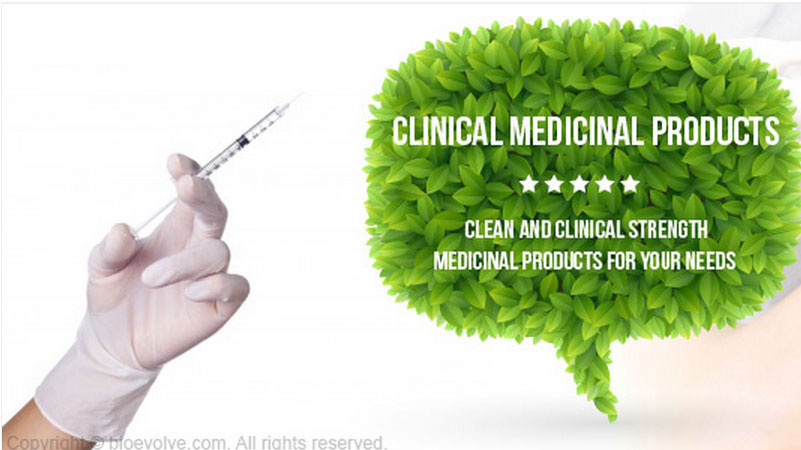 CLINICAL MEDICINAL PRODUCTS
CLEAN AND CLINICAL STRENGTH
MEDICINAL PRODUCTS FOR YOUR NEEDS
Copyright © bioevolve.com. All rights reserved.